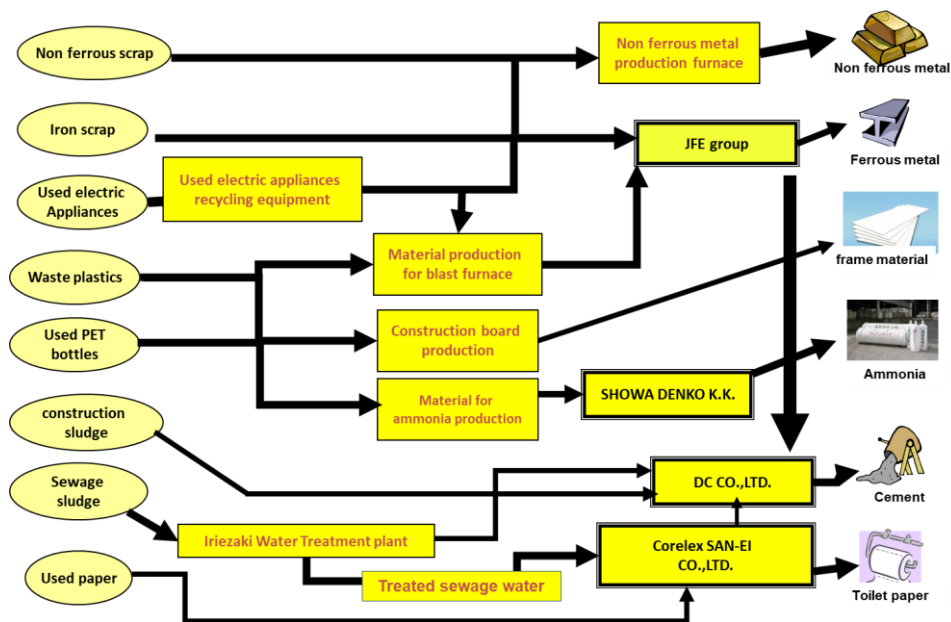 Non ferrous scrap
Non ferrous metal
production furnace
Non ferrous metal
Iron scrap
JFE group
Ferrous metal
Used electric
Appliances
Used electric appliances
recycling equipment
Waste plastics
Material production
for blast furnace
frame material
Used PET
bottles
Construction board
production
Material for
ammonia production
SHOWA DENKO K.K.
Ammonia
construction
sludge
Sewage
sludge
DC CO.,LTD.
Cement
Iriezaki Water Treatment plant
Corelex SAN-EI
CO.,LTD.
Treated sewage water
Used paper
Toilet paper